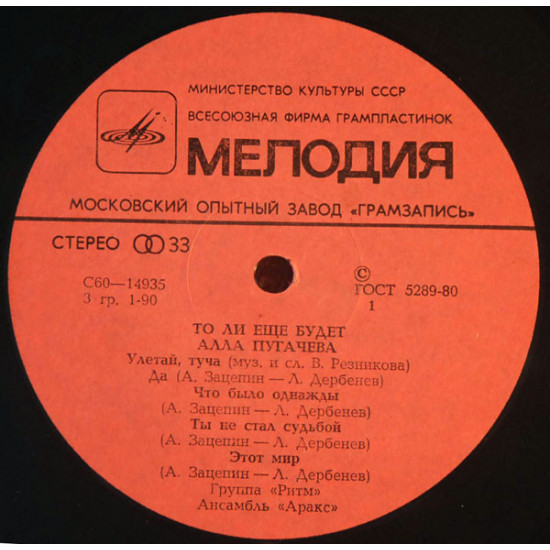 МИНИСТЕРСТВО КУЛЬТУРЫ СССР
ВСЕСОЮЗНАЯ ФИРМА ГРАМПЛАСТИНОК
МЕЛОДИЯ
МОСКОВСКИЙ ОПЫТНЫЙ ЗАВОД «ГРАМЗАПИСЬ»
СТЕРЕО 33
С60—14935
3 гр. 1-90
© ГОСТ 5289-80
1
ТО ЛИ ЕЩЕ БУДЕТ
АЛЛА ПУГАЧЕВА
Улетай, туча (муз. и сл. В. Резникова)
Да (А. Зацепин — Л. Дербенев)
Что было однажды
(А. Зацепин — Л. Дербенев)
Ты не стал судьбой
(А. Зацепин — Л. Дербенев)
Этот мир
(А. Зацепин — Л. Дербенев)
Группа «Ритм»
Ансамбль «Аракс»